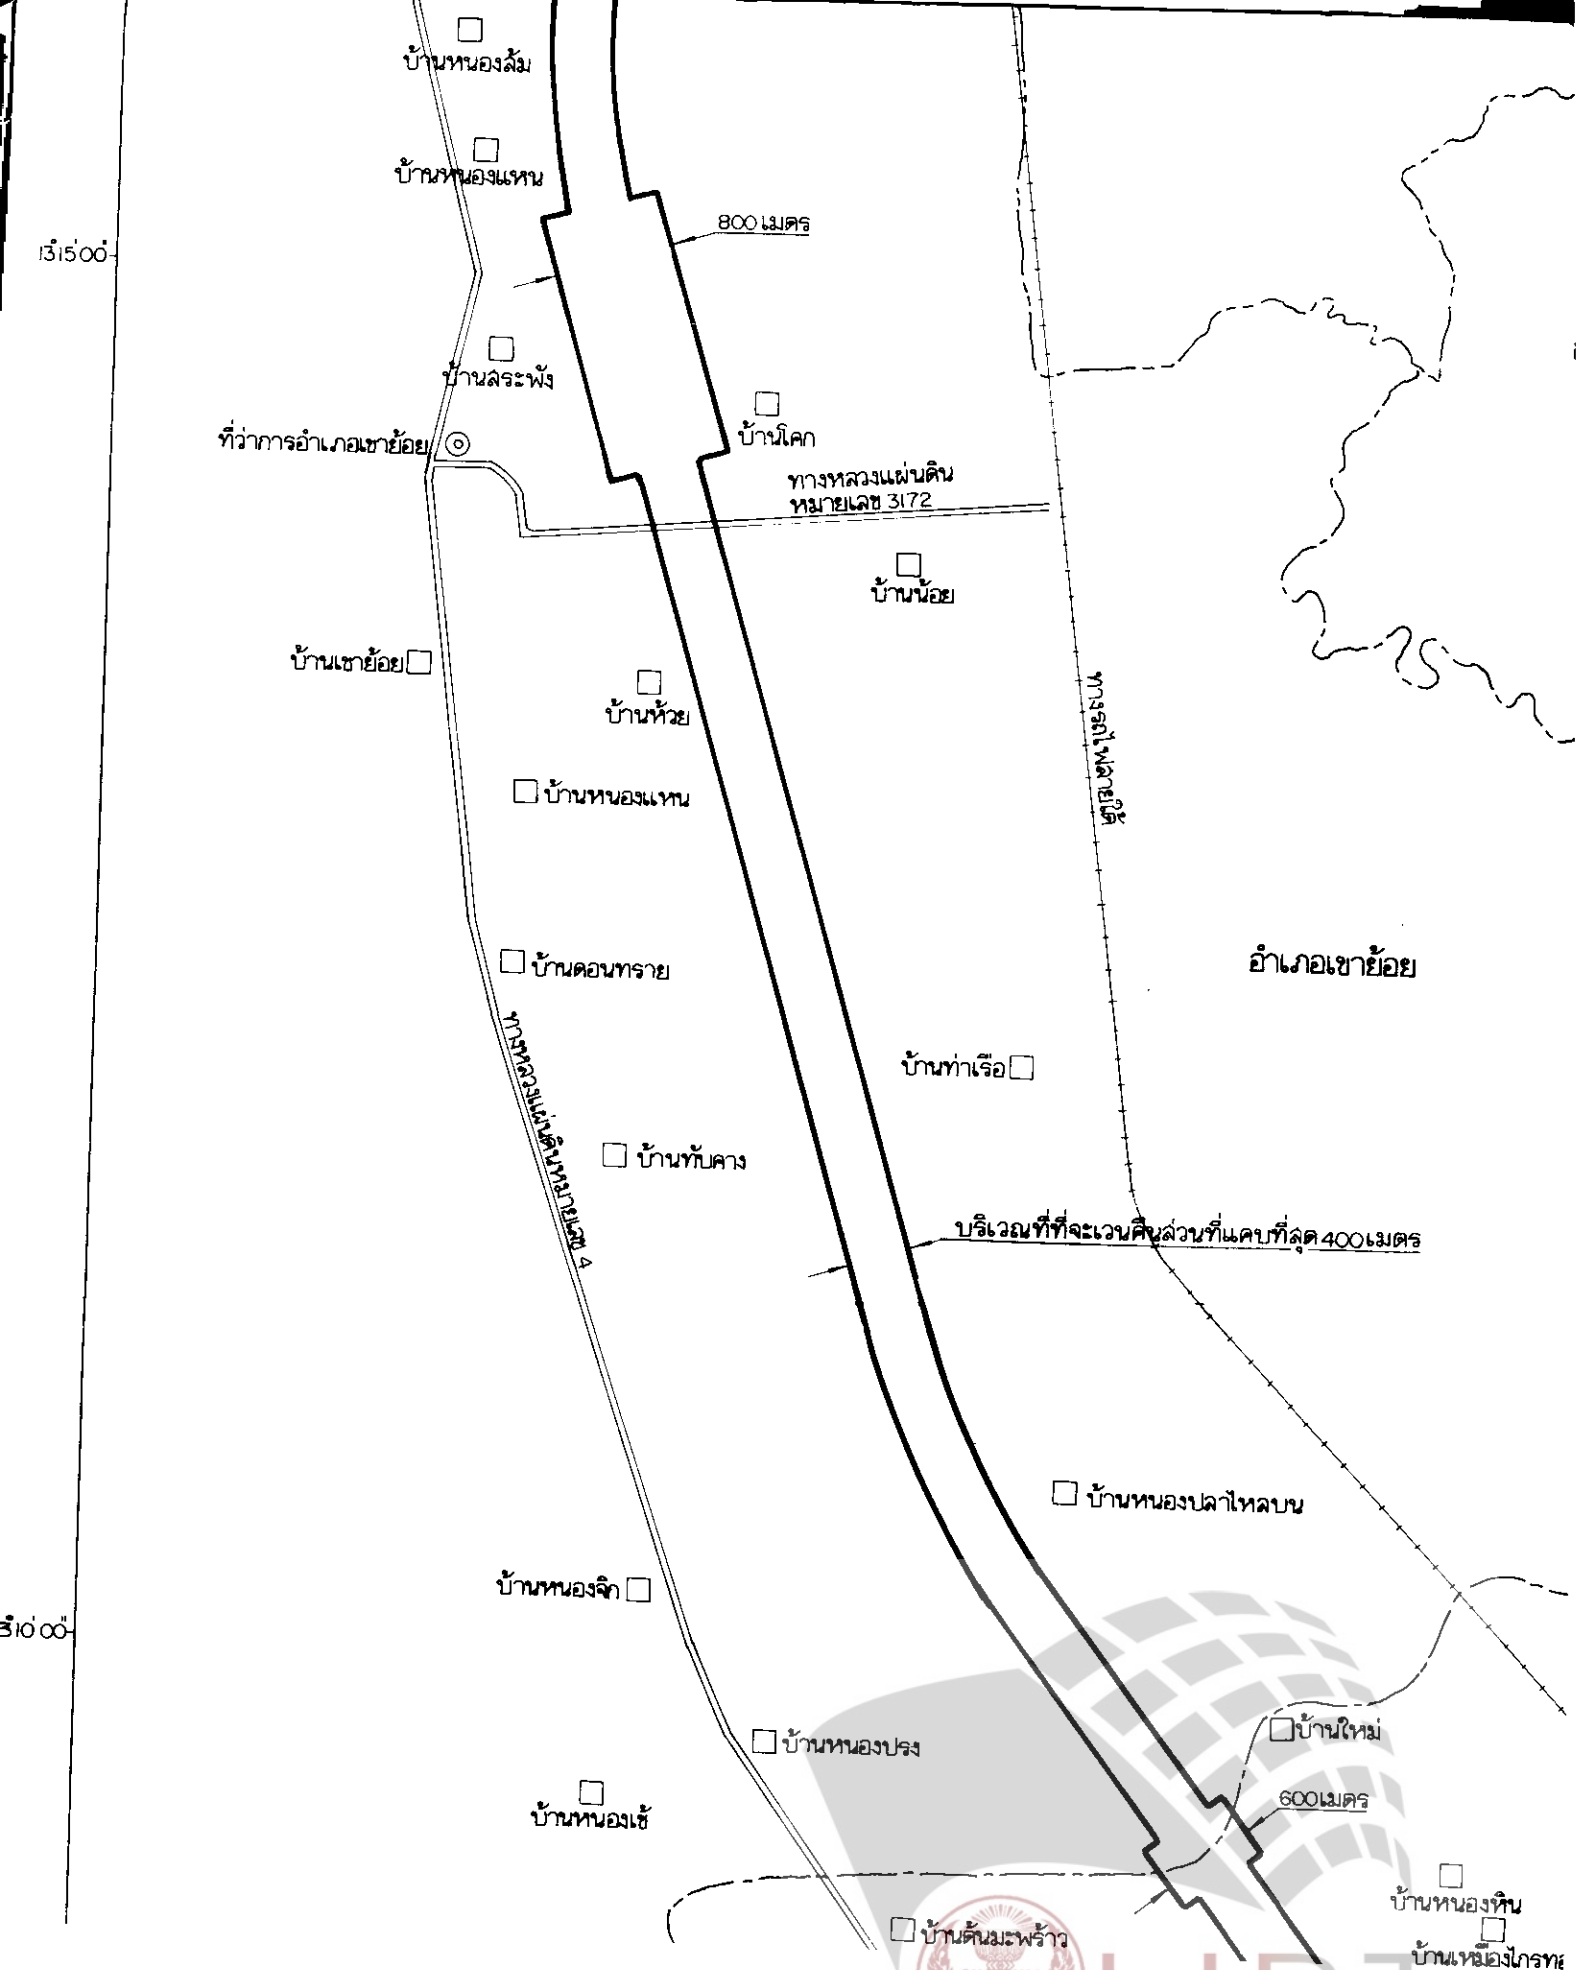 บ้านหนองส้ม
บ้านหนองแหน
800 เมตร
13°15'00"
บ้านสระพัง
ที่ว่าการอำเภอเขาย้อย
บ้านโคก
ทางหลวงแผ่นดิน
หมายเลข 3172
บ้านน้อย
บ้านเขาย้อย
บ้านห้วย
ทางรถไฟสายใต้
บ้านหนองแหน
บ้านดอนทราย
อำเภอเขาย้อย
ทางหลวงแผ่นดินหมายเลข 4
บ้านท่าเรือ
บ้านทับคาง
บริเวณที่ที่จะเวนคืนส่วนที่แคบที่สุด 400 เมตร
บ้านหนองปลาไหลบน
บ้านหนองจิก
3°10'00"
บ้านใหม่
บ้านหนองปรง
600 เมตร
บ้านหนองเข้
บ้านหนองหิน
บ้านต้นมะพร้าว